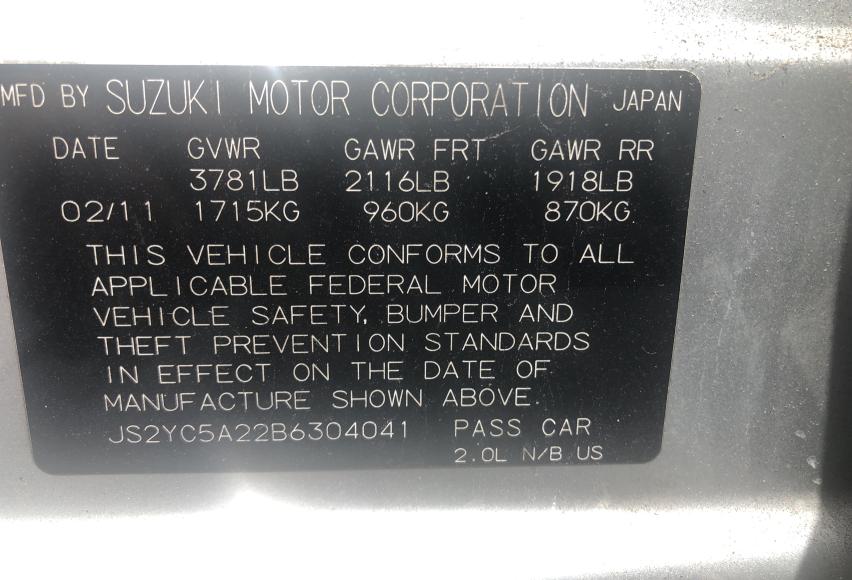 MFD BY SUZUKI MOTOR CORPORATION JAPAN
DATE GVWR GAWR FRT GAWR RR
3781LB 2116LB 1918LB
02/11 1715KG 960KG 870KG
THIS VEHICLE CONFORMS TO ALL
APPLICABLE FEDERAL MOTOR
VEHICLE SAFETY, BUMPER AND
THEFT PREVENTION STANDARDS
IN EFFECT ON THE DATE OF
MANUFACTURE SHOWN ABOVE.
JS2YC5A22B6304041 PASS CAR
2.0L N/B US